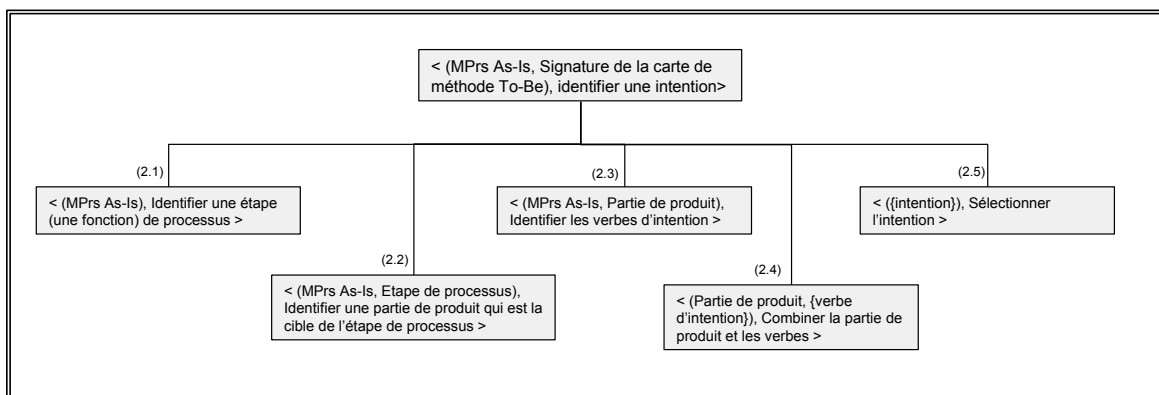 < (MPrs As-Is, Signature de la carte de
méthode To-Be), identifier une intention>
(2.1)
< (MPrs As-Is), Identifier une étape
(une fonction) de processus >
(2.2)
< (MPrs As-Is, Etape de processus),
Identifier une partie de produit qui est la
cible de l’étape de processus >
(2.3)
< (MPrs As-Is, Partie de produit),
Identifier les verbes d’intention >
(2.4)
< (Partie de produit, {verbe
d’intention}), Combiner la partie de
produit et les verbes >
(2.5)
< ({intention}), Sélectionner
l’intention >